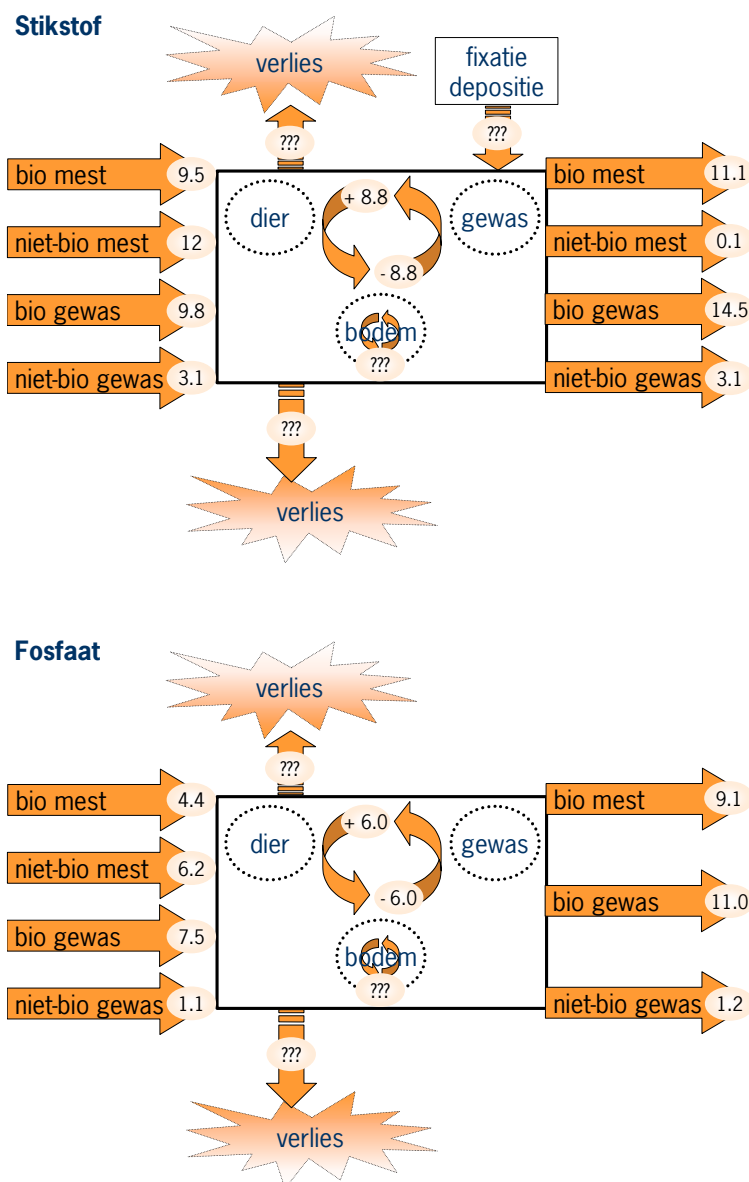 Stikstof
verlies
fixatie
depositie
???
???
bio mest 9.5
bio mest 11.1
dier
+ 8.8
gewas
niet-bio mest 12
niet-bio mest 0.1
- 8.8
bio gewas 9.8
bio gewas 14.5
bodem
???
niet-bio gewas 3.1
niet-bio gewas 3.1
???
verlies
Fosfaat
verlies
???
bio mest 4.4
bio mest 9.1
dier
+ 6.0
gewas
niet-bio mest 6.2
- 6.0
bio gewas 11.0
bio gewas 7.5
bodem
???
niet-bio gewas 1.1
niet-bio gewas 1.2
???
verlies